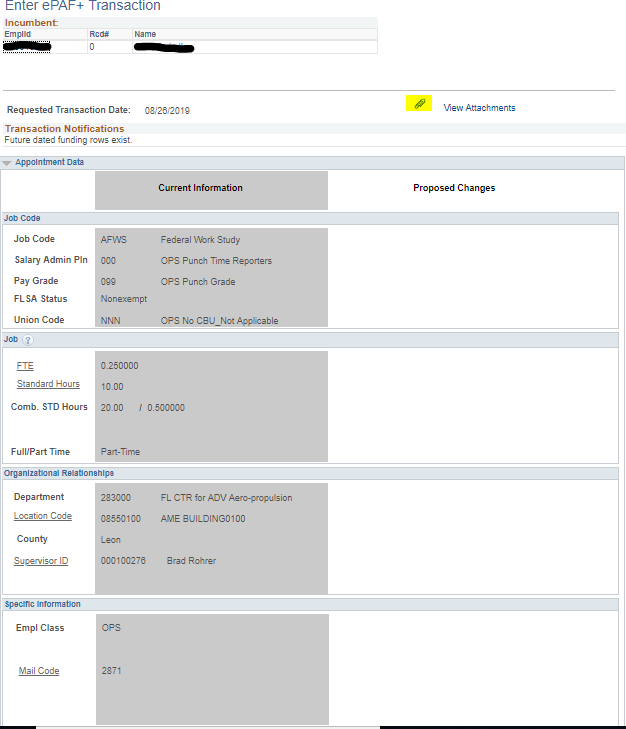 Enter ePAF+ Transaction
Incumbent:
EmplId Rcd# Name
0
Requested Transaction Date: 08/26/2019 View Attachments
Transaction Notifications
Future dated funding rows exist.
Appointment Data
Current Information Proposed Changes
Job Code
Job Code AFWS Federal Work Study
Salary Admin Pln 000 OPS Punch Time Reporters
Pay Grade 099 OPS Punch Grade
FLSA Status Nonexempt
Union Code NNN OPS No CBU_Not Applicable
Job ?
FTE 0.250000
Standard Hours 10.00
Comb. STD Hours 20.00 / 0.500000
Full/Part Time Part-Time
Organizational Relationships
Department 283000 FL CTR for ADV Aero-propulsion
Location Code 08550100 AME BUILDING0100
County Leon
Supervisor ID 000100276 Brad Rohrer
Specific Information
Empl Class OPS
Mail Code 2871